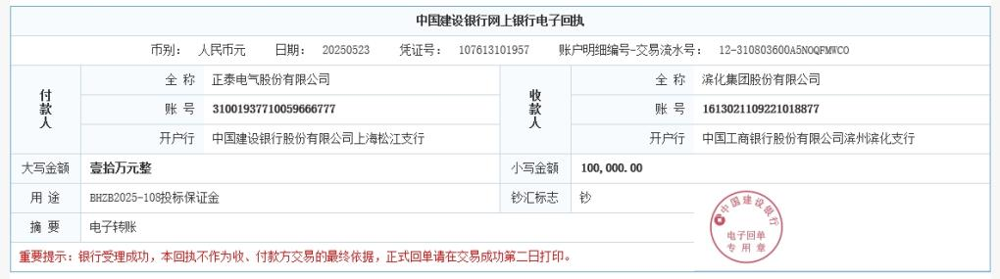 中国建设银行网上银行电子回执
币别： 人民币元 日期： 20250523 凭证号： 107613101957 账户明细编号-交易流水号： 12-310803600A5NOQFMWCO
付款人 全 称 正泰电气股份有限公司 收款人 全 称 滨化集团股份有限公司
账 号 31001937710059666777 账 号 1613021109221018877
开户行 中国建设银行股份有限公司上海松江支行 开户行 中国工商银行股份有限公司滨州滨化支行
大写金额 壹拾万元整 小写金额 100,000.00
用 途 BHZB2025-108投标保证金 钞汇标志 钞
摘 要 电子转账
中国建设银行
电子回单
专用章
重要提示：银行受理成功，本回执不作为收、付款方交易的最终依据，正式回单请在交易成功第二日打印。